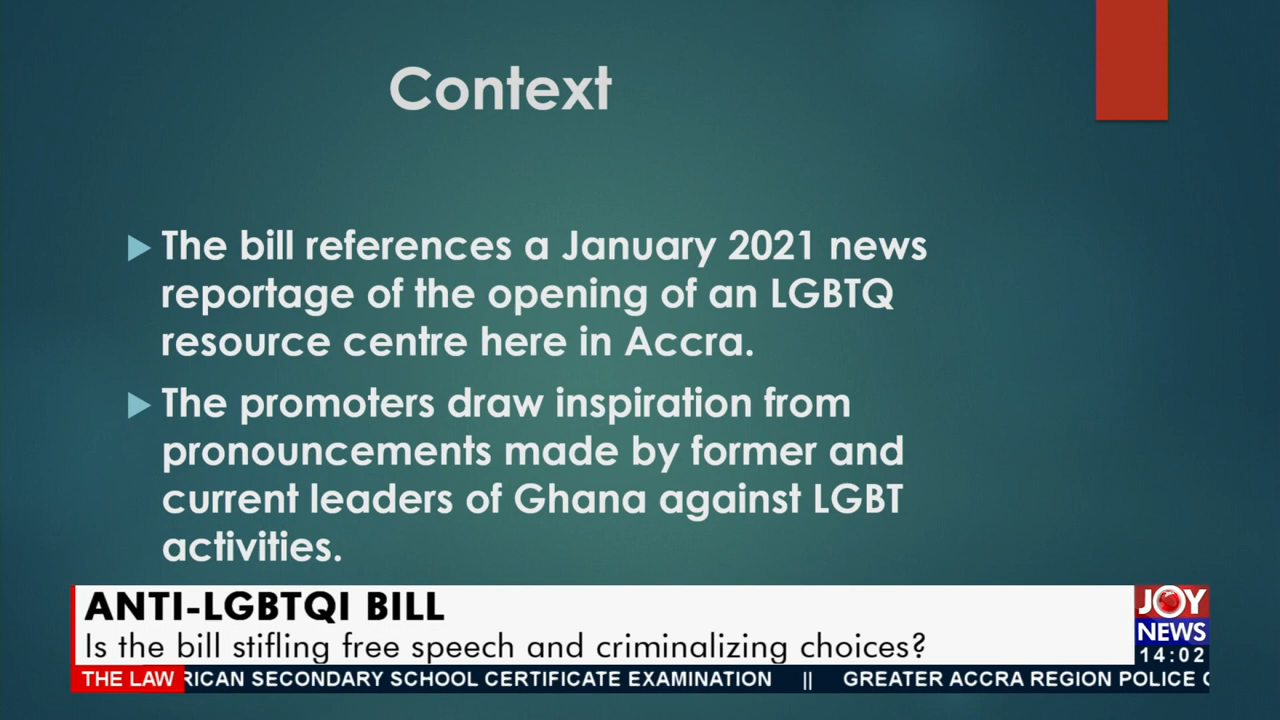 Context
The bill references a January 2021 news
reportage of the opening of an LGBTQ
resource centre here in Accra.
The promoters draw inspiration from
pronouncements made by former and
current leaders of Ghana against LGBT
activities.
ANTI-LGBTQI BILL
Is the bill stifling free speech and criminalizing choices?
JOY
NEWS
14:02
THE LAW RICAN SECONDARY SCHOOL CERTIFICATE EXAMINATION || GREATER ACCRA REGION POLICE